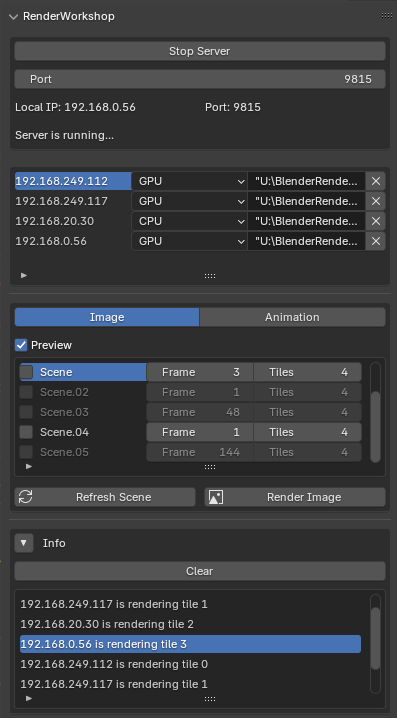 RenderWorkshop
Stop Server
Port 9815
Local IP: 192.168.0.56 Port: 9815
Server is running...
192.168.249.112 GPU "U:\BlenderRende...
192.168.249.117 GPU "U:\BlenderRende...
192.168.20.30 CPU "U:\BlenderRende...
192.168.0.56 GPU "U:\BlenderRende...
Image Animation
Preview
Scene Frame 3 Tiles 4
Scene.02 Frame 1 Tiles 4
Scene.03 Frame 48 Tiles 4
Scene.04 Frame 1 Tiles 4
Scene.05 Frame 144 Tiles 4
Refresh Scene Render Image
Info
Clear
192.168.249.117 is rendering tile 1
192.168.20.30 is rendering tile 2
192.168.0.56 is rendering tile 3
192.168.249.112 is rendering tile 0
192.168.249.117 is rendering tile 1